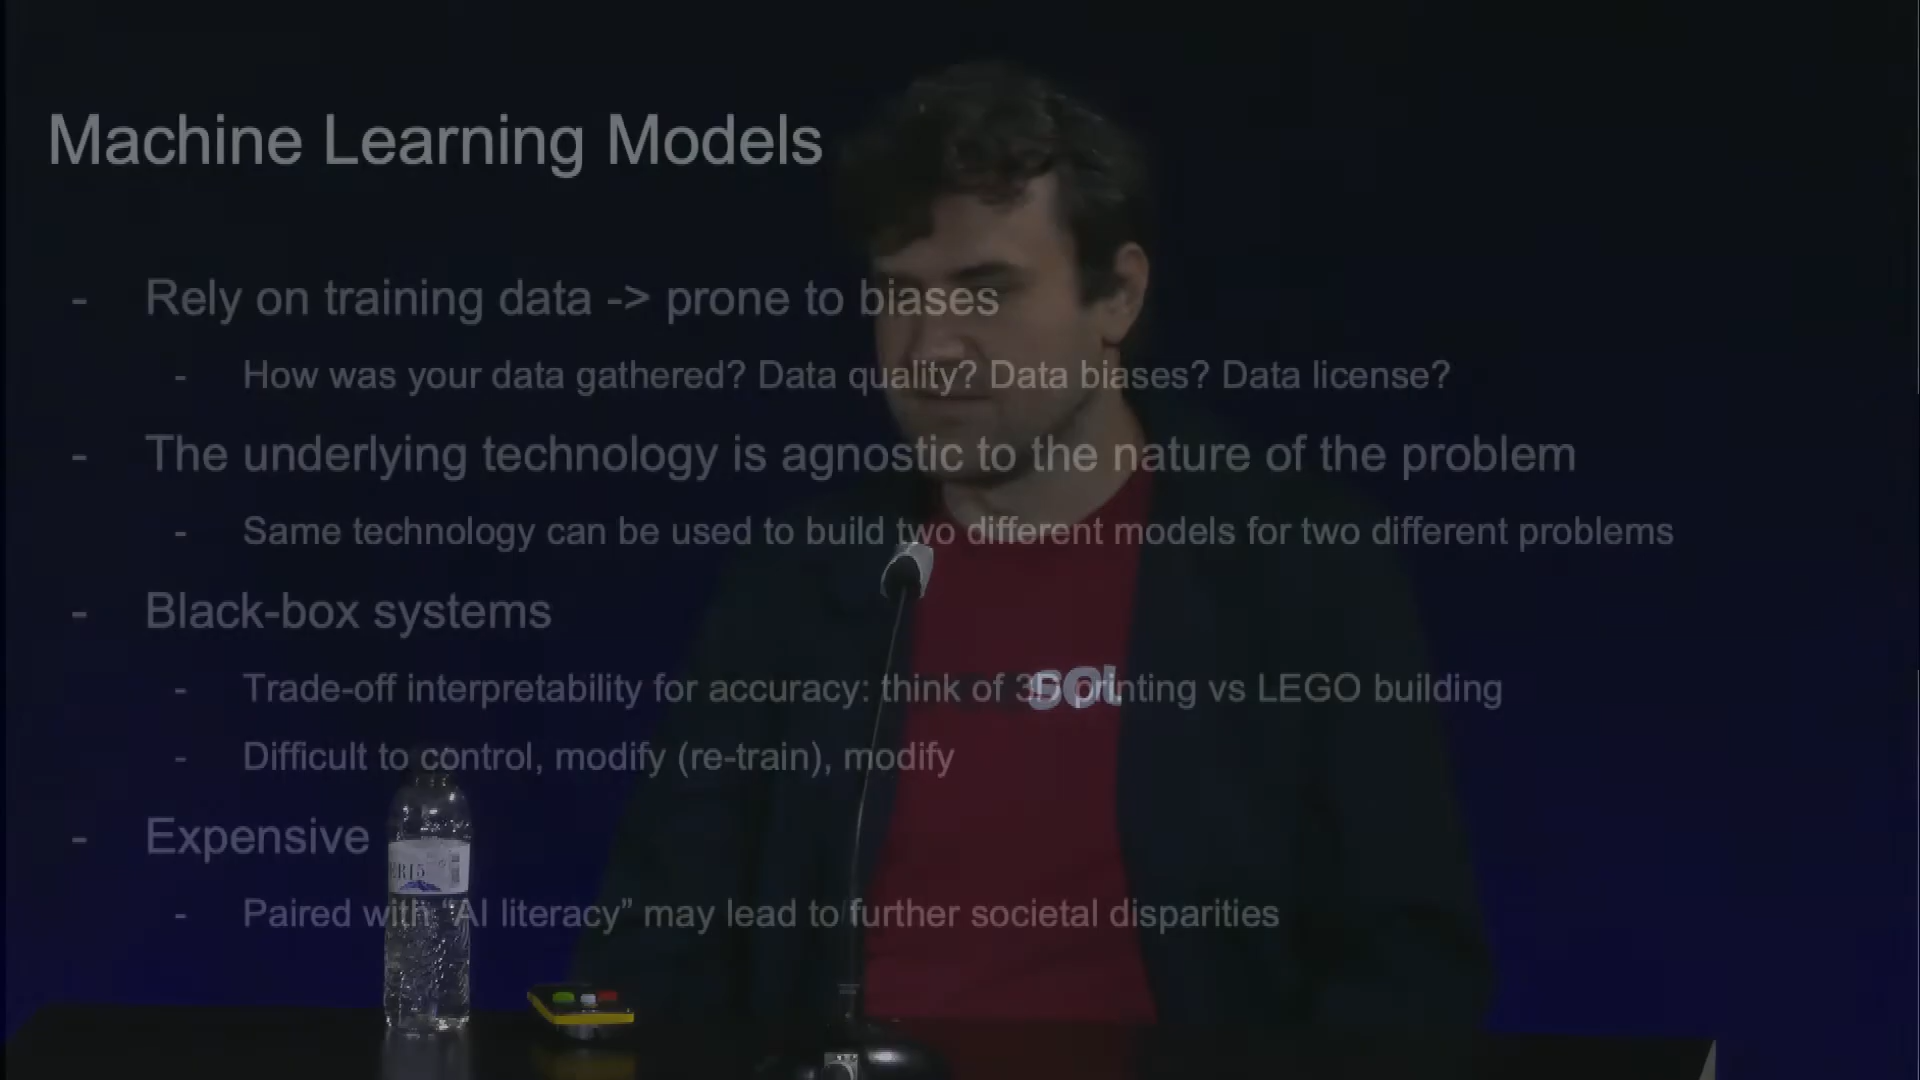 Machine Learning Models
- Rely on training data -> prone to biases
- How was your data gathered? Data quality? Data biases? Data license?
- The underlying technology is agnostic to the nature of the problem
- Same technology can be used to build two different models for two different problems
- Black-box systems
- Trade-off interpretability for accuracy: think of 3D printing vs LEGO building
- Difficult to control, modify (re-train), modify
- Expensive
- Paired with “AI literacy” may lead to further societal disparities